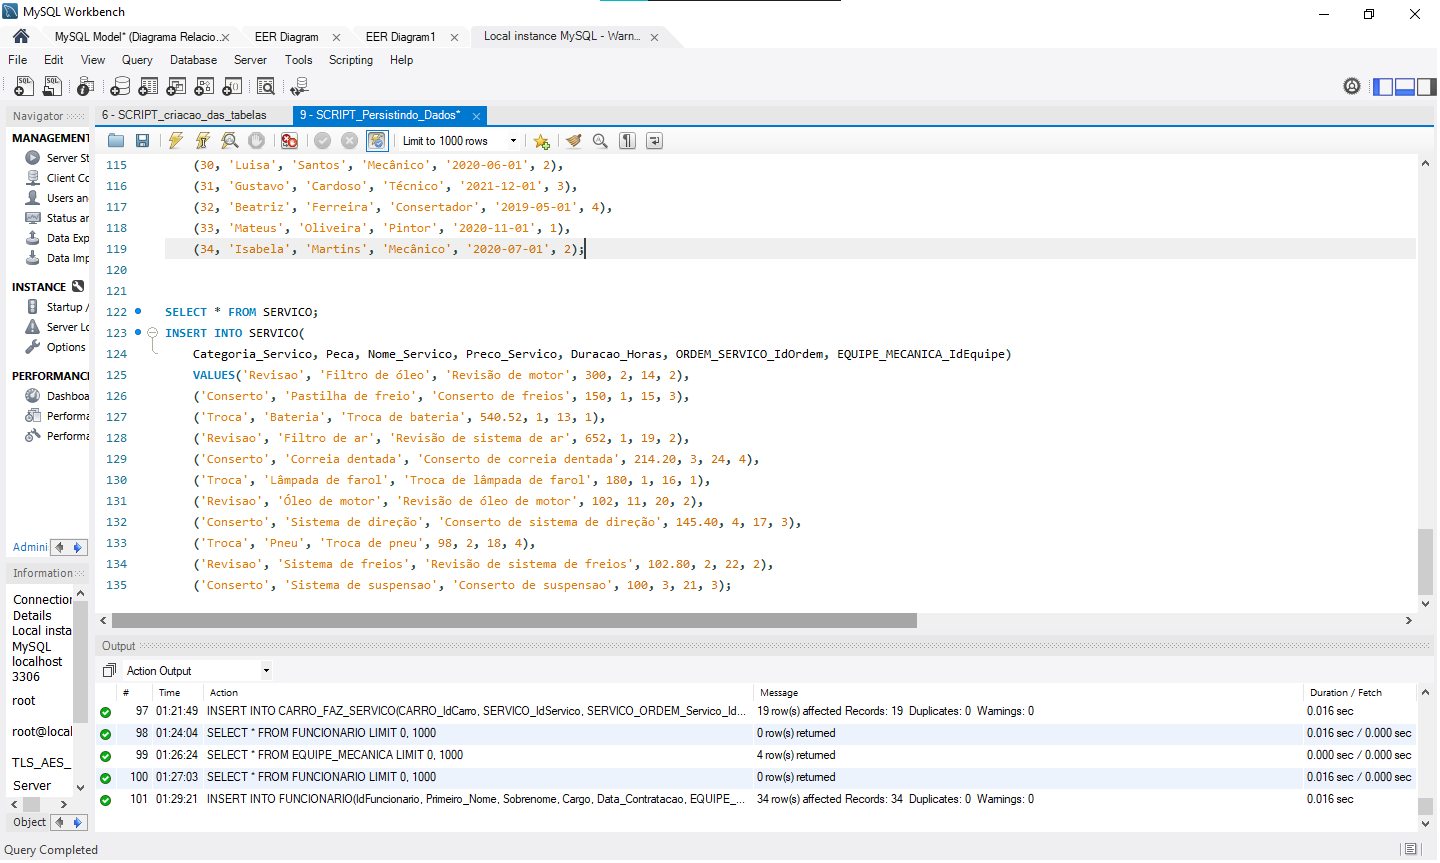 MySQL Workbench
MySQL Model* (Diagrama Relacio... EER Diagram EER Diagram1 Local instance MySQL - Warn...
File Edit View Query Database Server Tools Scripting Help
Navigator 6 - SCRIPT_criacao_das_tabelas 9 - SCRIPT_Persistindo_Dados*
MANAGEMENT
Server St
Client Co
Users an
Status ar
Data Exp
Data Imp
INSTANCE
Startup /
Server Lo
Options
PERFORMANCE
Dashboa
Performa
Performa
Admini
Information
Connection
Details
Local insta
MySQL
localhost
3306
root
root@local
TLS_AES_
Server
Object
Limit to 1000 rows
115 (30, 'Luisa', 'Santos', 'Mecânico', '2020-06-01', 2),
116 (31, 'Gustavo', 'Cardoso', 'Técnico', '2021-12-01', 3),
117 (32, 'Beatriz', 'Ferreira', 'Consertador', '2019-05-01', 4),
118 (33, 'Mateus', 'Oliveira', 'Pintor', '2020-11-01', 1),
119 (34, 'Isabela', 'Martins', 'Mecânico', '2020-07-01', 2);
120
121
122 SELECT * FROM SERVICO;
123 INSERT INTO SERVICO(
124 Categoria_Servico, Peca, Nome_Servico, Preco_Servico, Duracao_Horas, ORDEM_SERVICO_IdOrdem, EQUIPE_MECANICA_IdEquipe)
125 VALUES('Revisao', 'Filtro de óleo', 'Revisão de motor', 300, 2, 14, 2),
126 ('Conserto', 'Pastilha de freio', 'Conserto de freios', 150, 1, 15, 3),
127 ('Troca', 'Bateria', 'Troca de bateria', 540.52, 1, 13, 1),
128 ('Revisao', 'Filtro de ar', 'Revisão de sistema de ar', 652, 1, 19, 2),
129 ('Conserto', 'Correia dentada', 'Conserto de correia dentada', 214.20, 3, 24, 4),
130 ('Troca', 'Lâmpada de farol', 'Troca de lâmpada de farol', 180, 1, 16, 1),
131 ('Revisao', 'Óleo de motor', 'Revisão de óleo de motor', 102, 11, 20, 2),
132 ('Conserto', 'Sistema de direção', 'Conserto de sistema de direção', 145.40, 4, 17, 3),
133 ('Troca', 'Pneu', 'Troca de pneu', 98, 2, 18, 4),
134 ('Revisao', 'Sistema de freios', 'Revisão de sistema de freios', 102.80, 2, 22, 2),
135 ('Conserto', 'Sistema de suspensao', 'Conserto de suspensao', 100, 3, 21, 3);
Output
Action Output
# Time Action Message Duration / Fetch
97 01:21:49 INSERT INTO CARRO_FAZ_SERVICO(CARRO_IdCarro, SERVICO_IdServico, SERVICO_ORDEM_Servico_Id... 19 row(s) affected Records: 19 Duplicates: 0 Warnings: 0 0.016 sec
98 01:24:04 SELECT * FROM FUNCIONARIO LIMIT 0, 1000 0 row(s) returned 0.016 sec / 0.000 sec
99 01:26:24 SELECT * FROM EQUIPE_MECANICA LIMIT 0, 1000 4 row(s) returned 0.000 sec / 0.000 sec
100 01:27:03 SELECT * FROM FUNCIONARIO LIMIT 0, 1000 0 row(s) returned 0.016 sec / 0.000 sec
101 01:29:21 INSERT INTO FUNCIONARIO(IdFuncionario, Primeiro_Nome, Sobrenome, Cargo, Data_Contratacao, EQUIPE_... 34 row(s) affected Records: 34 Duplicates: 0 Warnings: 0 0.016 sec
Query Completed